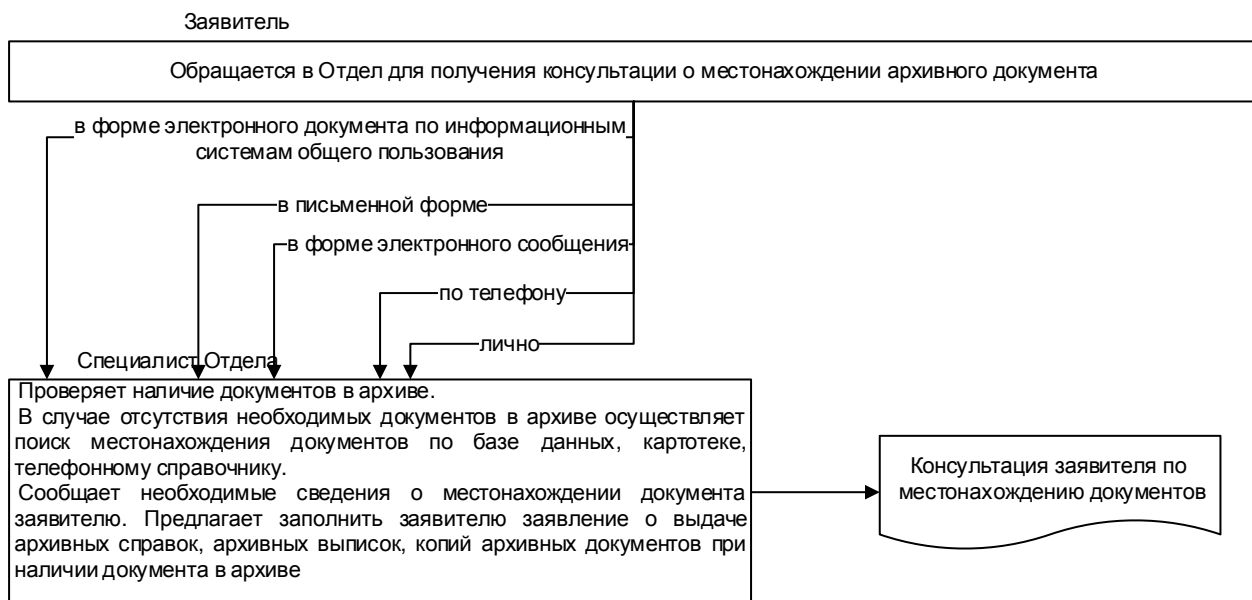 Заявитель
Обращается в Отдел для получения консультации о местонахождении архивного документа
в форме электронного документа по информационным
системам общего пользования
в письменной форме
в форме электронного сообщения
по телефону
лично
Специалист Отдела
Проверяет наличие документов в архиве.
В случае отсутствия необходимых документов в архиве осуществляет
поиск местонахождения документов по базе данных, картотеке,
телефонному справочнику.
Сообщает необходимые сведения о местонахождении документа
заявителю. Предлагает заполнить заявителю заявление о выдаче
архивных справок, архивных выписок, копий архивных документов при
наличии документа в архиве
Консультация заявителя по
местонахождению документов